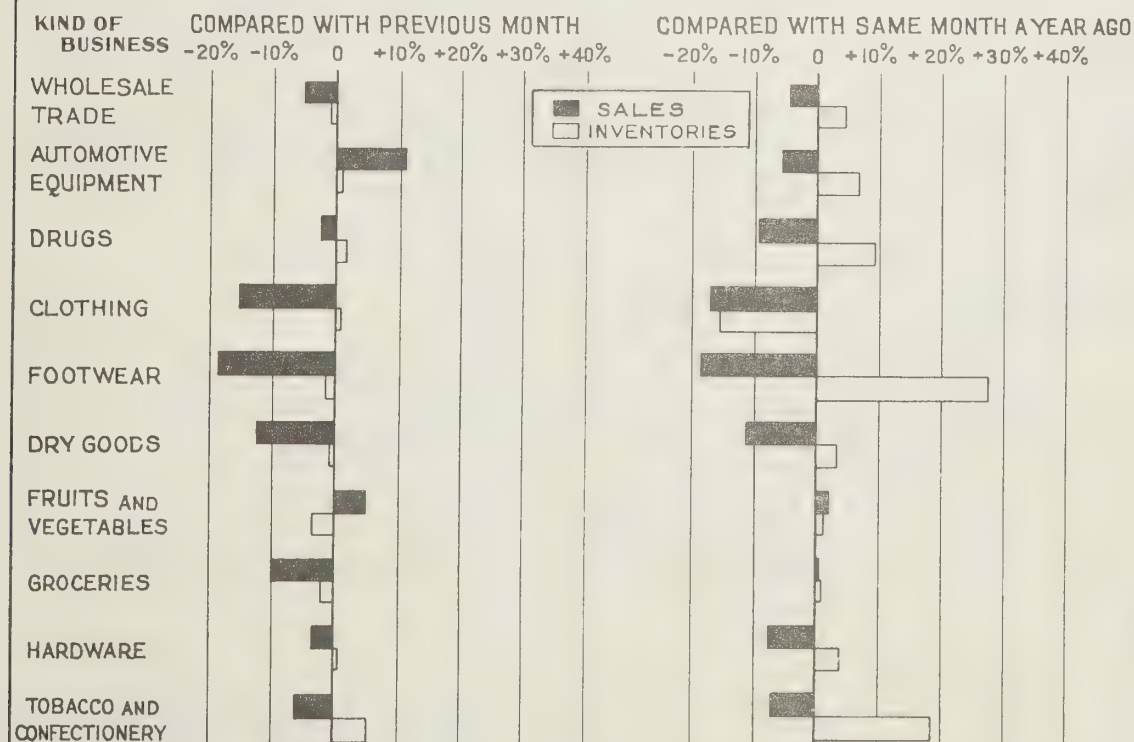 KIND OF BUSINESS
COMPARED WITH PREVIOUS MONTH
-20% -10% 0 +10% +20% +30% +40%
COMPARED WITH SAME MONTH A YEAR AGO
-20% -10% 0 +10% +20% +30% +40%
SALES
INVENTORIES
WHOLESALE
TRADE
AUTOMOTIVE
EQUIPMENT
DRUGS
CLOTHING
FOOTWEAR
DRY GOODS
FRUITS AND
VEGETABLES
GROCERIES
HARDWARE
TOBACCO AND
CONFECTIONERY